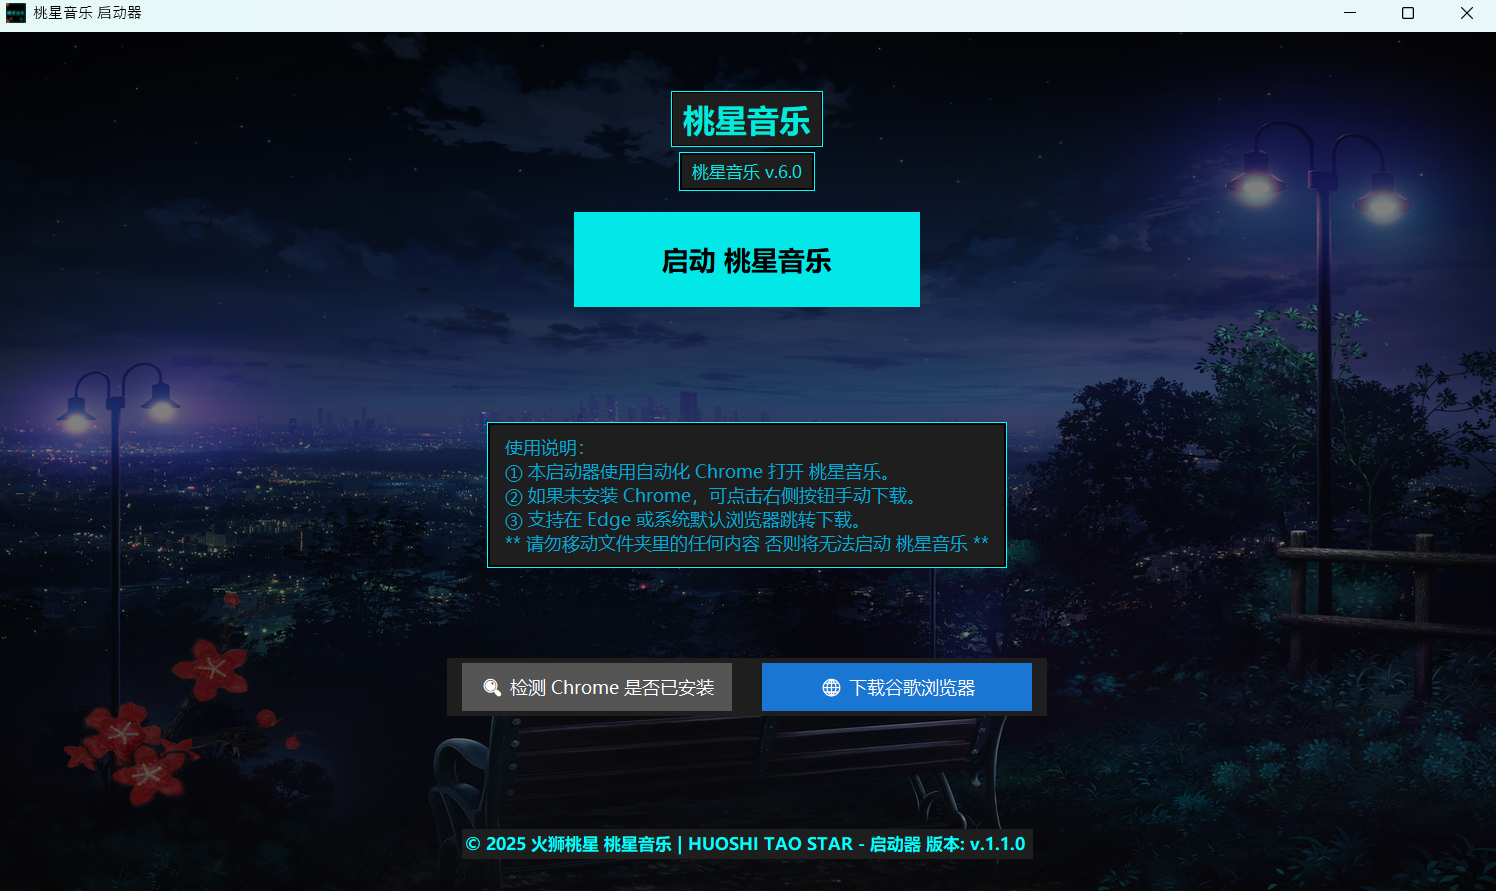 桃星音乐 启动器
桃星音乐
桃星音乐 v.6.0
启动 桃星音乐
使用说明：
① 本启动器使用自动化 Chrome 打开 桃星音乐。
② 如果未安装 Chrome，可点击右侧按钮手动下载。
③ 支持在 Edge 或系统默认浏览器跳转下载。
** 请勿移动文件夹里的任何内容 否则将无法启动 桃星音乐 **
检测 Chrome 是否已安装
下载谷歌浏览器
© 2025 火狮桃星 桃星音乐 | HUOSHI TAO STAR - 启动器 版本: v.1.1.0